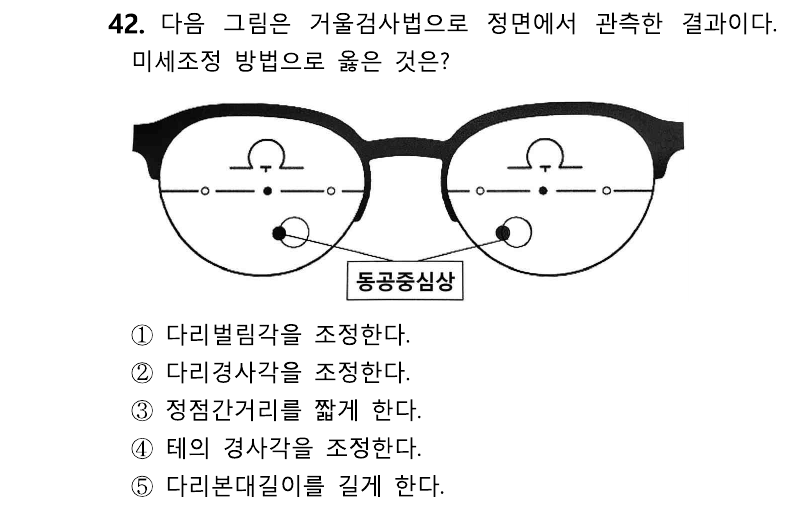 42. 다음 그림은 거울검사법으로 정면에서 관측한 결과이다.
미세조정 방법으로 옳은 것은?
동공중심상
① 다리벌림각을 조정한다.
② 다리경사각을 조정한다.
③ 정점간거리를 짧게 한다.
④ 테의 경사각을 조정한다.
⑤ 다리본대길이를 길게 한다.